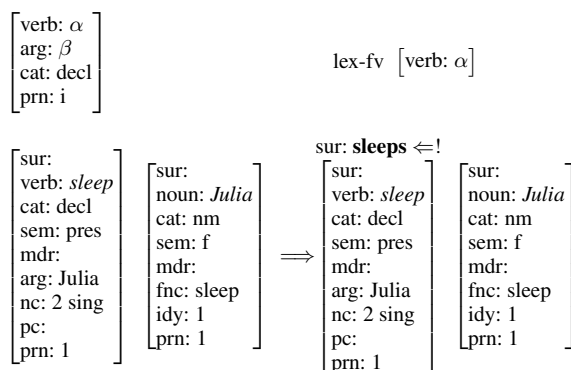 verb: α
arg: β
cat: decl
prn: i
lex-fv [verb: α]
sur:
verb: sleep
cat: decl
sem: pres
mdr:
arg: Julia
nc: 2 sing
pc:
prn: 1
sur:
noun: Julia
cat: nm
sem: f
mdr:
fnc: sleep
idy: 1
prn: 1
⟹
sur: sleeps ⇐!
sur:
verb: sleep
cat: decl
sem: pres
mdr:
arg: Julia
nc: 2 sing
pc:
prn: 1
sur:
noun: Julia
cat: nm
sem: f
mdr:
fnc: sleep
idy: 1
prn: 1